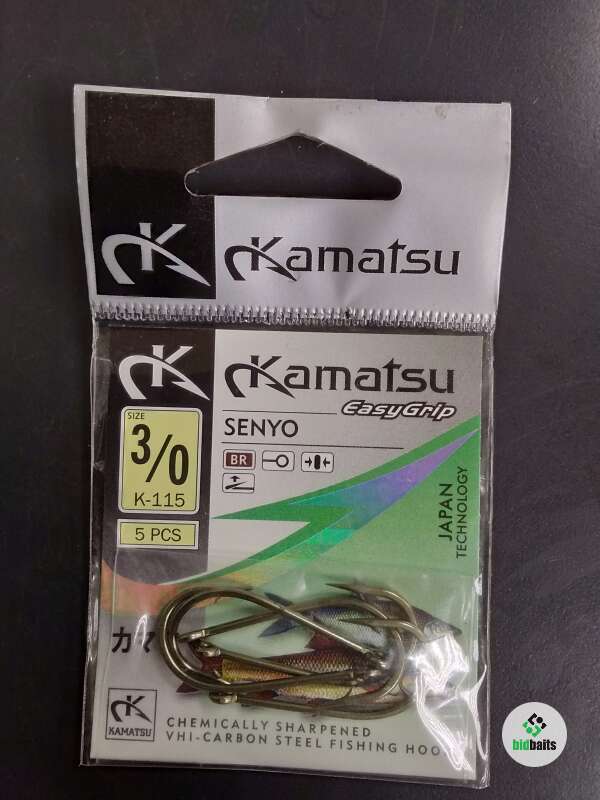 K
Kamatsu
K
Kamatsu
EasyGrip
SIZE
3/0
K-115
5 PCS
SENYO
BR
JAPAN
TECHNOLOGY
カマ
K
KAMATSU
CHEMICALLY SHARPENED
VHI-CARBON STEEL FISHING HOO
bidbaits